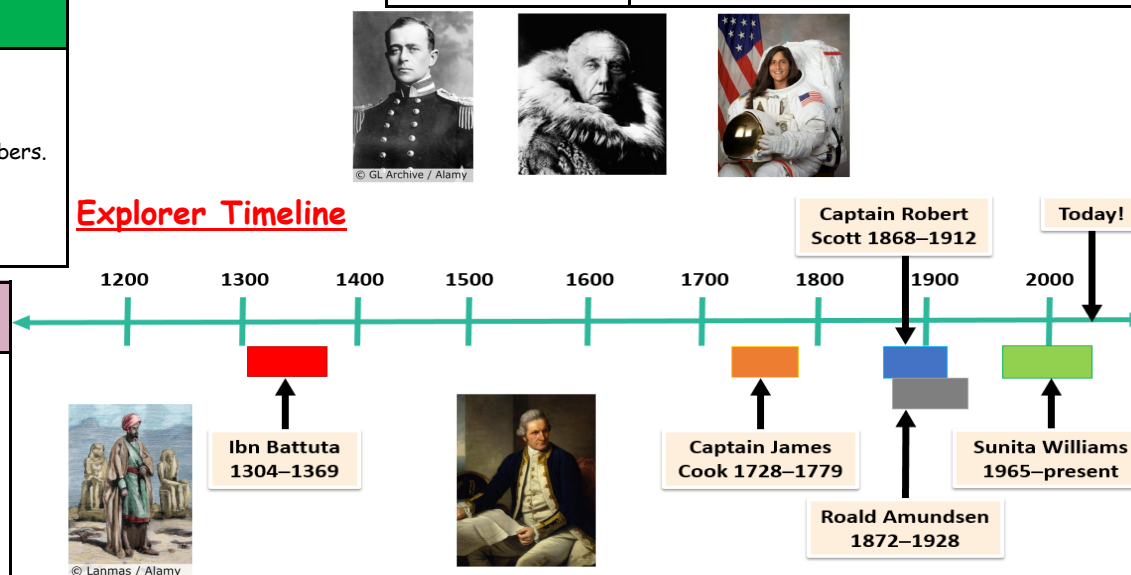 bers.
© GL Archive / Alamy
Explorer Timeline
Captain Robert
Scott 1868–1912
Today!
1200 1300 1400 1500 1600 1700 1800 1900 2000
Ibn Battuta
1304–1369
Captain James
Cook 1728–1779
Sunita Williams
1965–present
Roald Amundsen
1872–1928
© Lanmas / Alamy